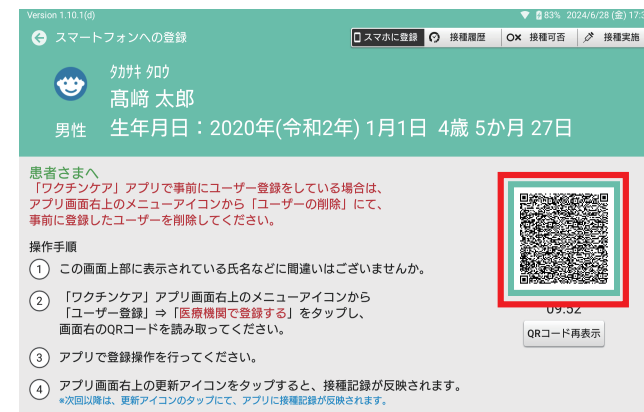 Version 1.10.1(d)
83% 2024/6/28 (金) 17:3
スマートフォンへの登録
スマホに登録 接種履歴 接種可否 接種実施
タカサキ タロウ
髙﨑 太郎
男性 生年月日：2020年(令和2年) 1月1日 4歳 5か月 27日
患者さまへ
「ワクチンケア」アプリで事前にユーザー登録をしている場合は、
アプリ画面右上のメニューアイコンから「ユーザーの削除」にて、
事前に登録したユーザーを削除してください。
操作手順
1 この画面上部に表示されている氏名などに間違いはございませんか。
2 「ワクチンケア」アプリ画面右上のメニューアイコンから
「ユーザー登録」⇒「医療機関で登録する」をタップし、
画面右のQRコードを読み取ってください。
09:52
QRコード再表示
3 アプリで登録操作を行ってください。
4 アプリ画面右上の更新アイコンをタップすると、接種記録が反映されます。
※次回以降は、更新アイコンのタップにて、アプリに接種記録が反映されます。